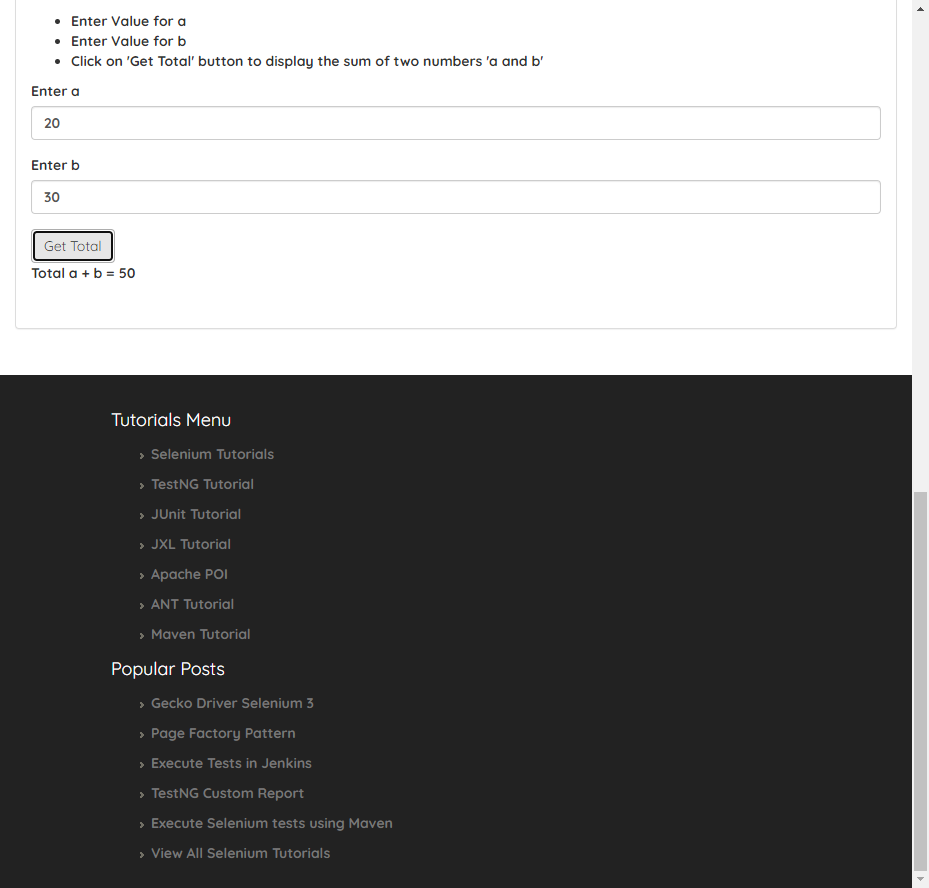 Enter Value for a
Enter Value for b
Click on 'Get Total' button to display the sum of two numbers 'a and b'
Enter a
20
Enter b
30
Get Total
Total a + b = 50
Tutorials Menu
Selenium Tutorials
TestNG Tutorial
JUnit Tutorial
JXL Tutorial
Apache POI
ANT Tutorial
Maven Tutorial
Popular Posts
Gecko Driver Selenium 3
Page Factory Pattern
Execute Tests in Jenkins
TestNG Custom Report
Execute Selenium tests using Maven
View All Selenium Tutorials